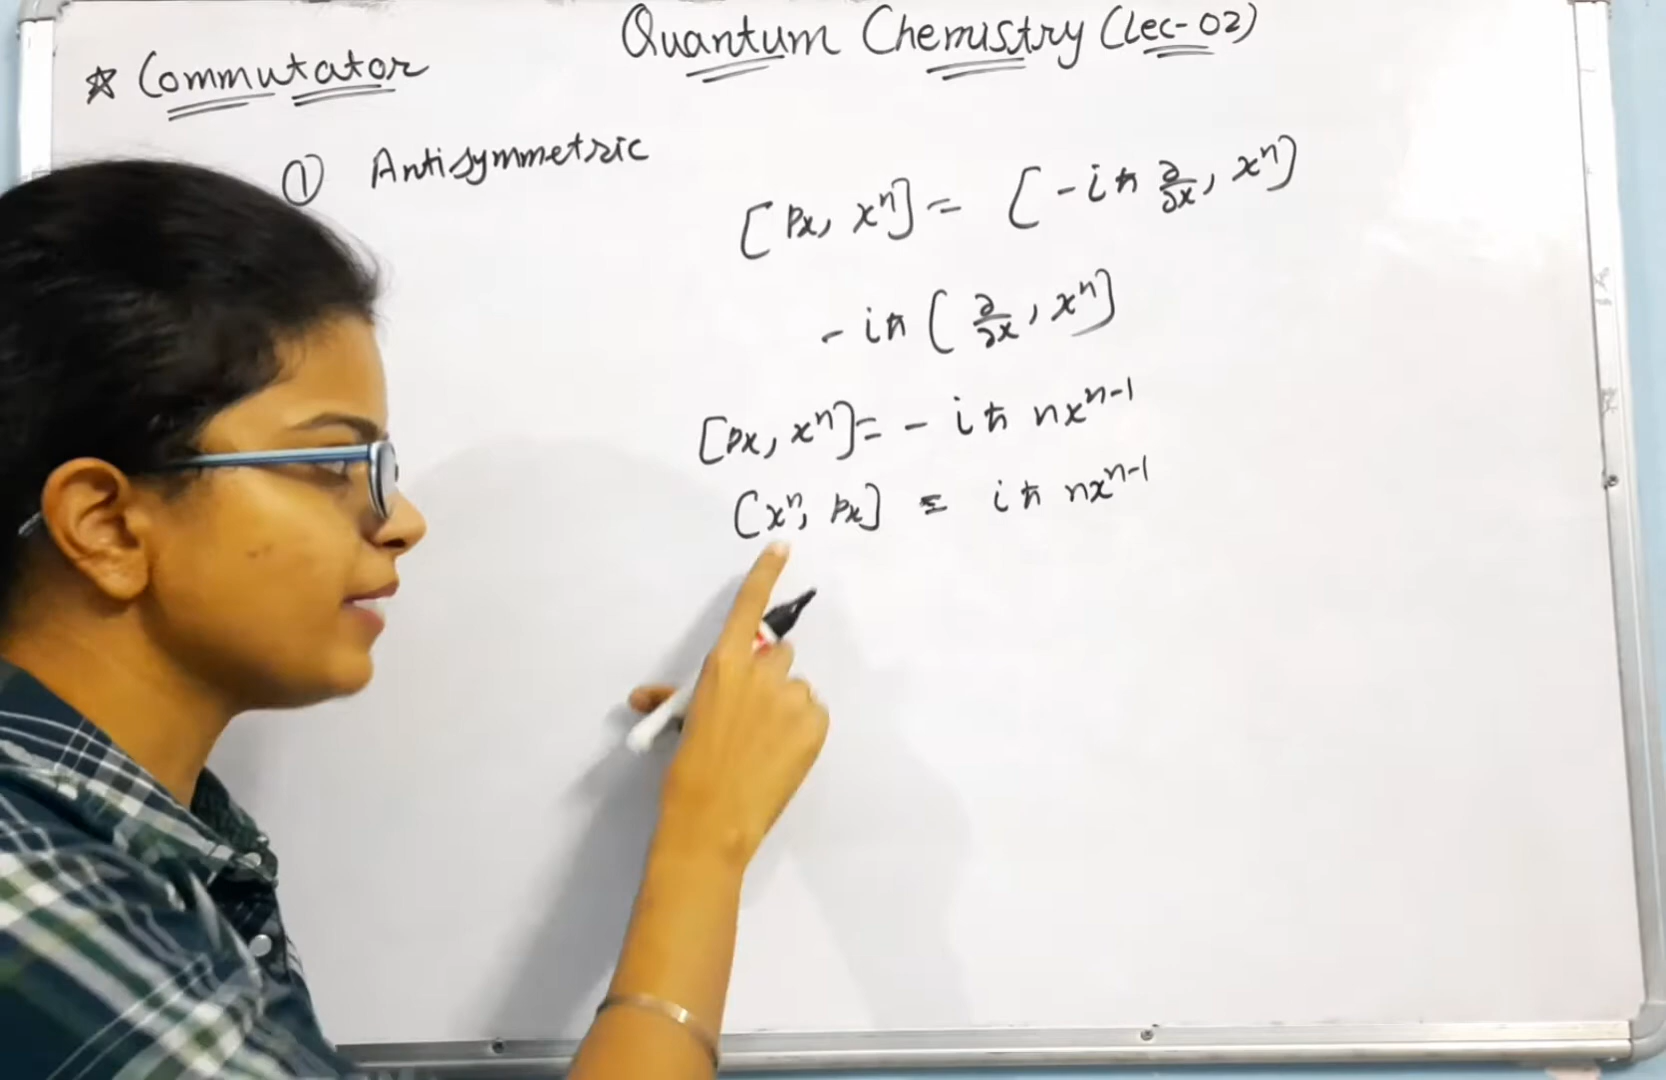 Quantum Chemistry (Lec-02)
☆ Commutator
① Antisymmetric
[Px, xⁿ] = [-iħ ∂/∂x, xⁿ]
-iħ [∂/∂x, xⁿ]
[Px, xⁿ] = - iħ nxⁿ⁻¹
[xⁿ, Px] = iħ nxⁿ⁻¹